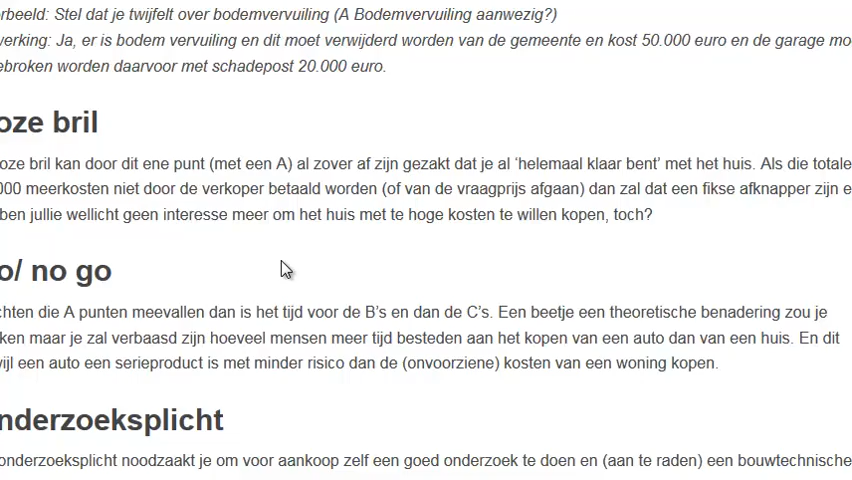 rbeeld: Stel dat je twijfelt over bodemvervuiling (A Bodemvervuiling aanwezig?)
verking: Ja, er is bodem vervuiling en dit moet verwijderd worden van de gemeente en kost 50.000 euro en de garage mo
ebroken worden daarvoor met schadepost 20.000 euro.
oze bril
oze bril kan door dit ene punt (met een A) al zover af zijn gezakt dat je al ‘helemaal klaar bent’ met het huis. Als die totale
000 meerkosten niet door de verkoper betaald worden (of van de vraagprijs afgaan) dan zal dat een fikse afknapper zijn e
ben jullie wellicht geen interesse meer om het huis met te hoge kosten te willen kopen, toch?
o/ no go
chten die A punten meevallen dan is het tijd voor de B’s en dan de C’s. Een beetje een theoretische benadering zou je
ken maar je zal verbaasd zijn hoeveel mensen meer tijd besteden aan het kopen van een auto dan van een huis. En dit
wijl een auto een serieproduct is met minder risico dan de (onvoorziene) kosten van een woning kopen.
nderzoeksplicht
onderzoeksplicht noodzaakt je om voor aankoop zelf een goed onderzoek te doen en (aan te raden) een bouwtechnische